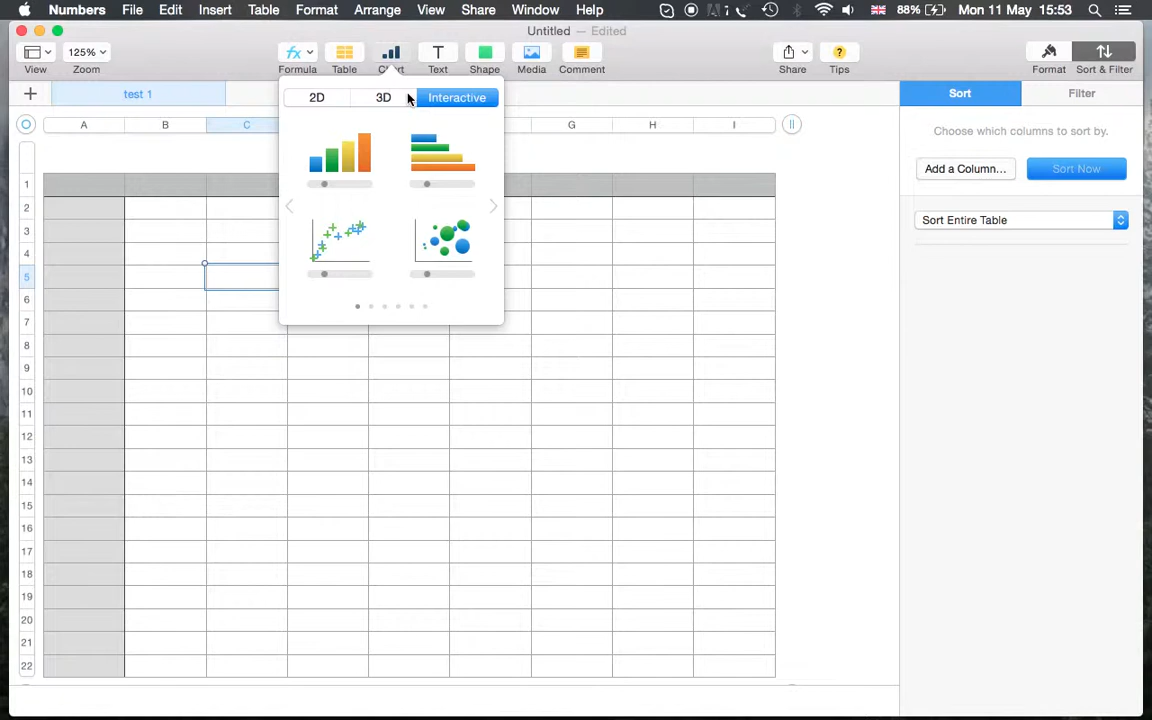 Numbers File Edit Insert Table Format Arrange View Share Window Help 88% Mon 11 May 15:53
Untitled — Edited
125%
View Zoom Formula Table Chart Text Shape Media Comment Share Tips Format Sort & Filter
test 1
2D 3D Interactive
Sort Filter
A B C G H I
Choose which columns to sort by.
Add a Column... Sort Now
Sort Entire Table
1
2
3
4
5
6
7
8
9
10
11
12
13
14
15
16
17
18
19
20
21
22